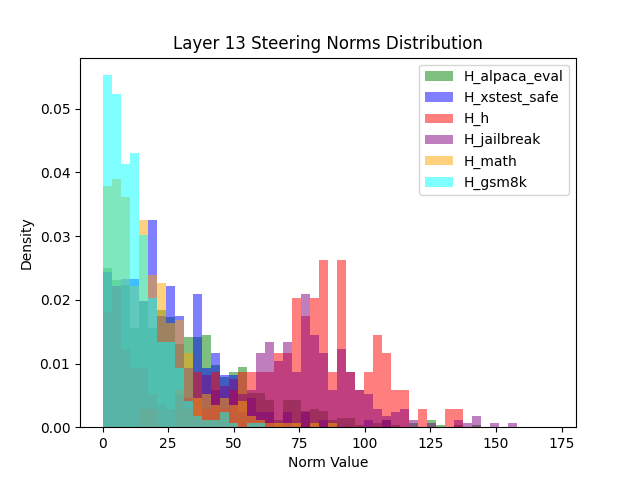 Layer 13 Steering Norms Distribution
H_alpaca_eval
H_xstest_safe
H_h
H_jailbreak
H_math
H_gsm8k
Density
0.05
0.04
0.03
0.02
0.01
0.00
0 25 50 75 100 125 150 175
Norm Value